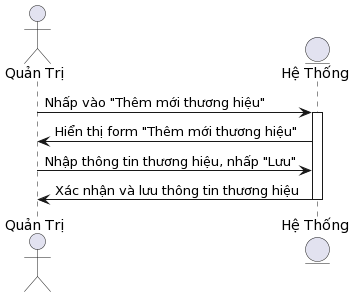 Quản Trị
Hệ Thống
Nhấp vào "Thêm mới thương hiệu"
Hiển thị form "Thêm mới thương hiệu"
Nhập thông tin thương hiệu, nhấp "Lưu"
Xác nhận và lưu thông tin thương hiệu
Quản Trị
Hệ Thống